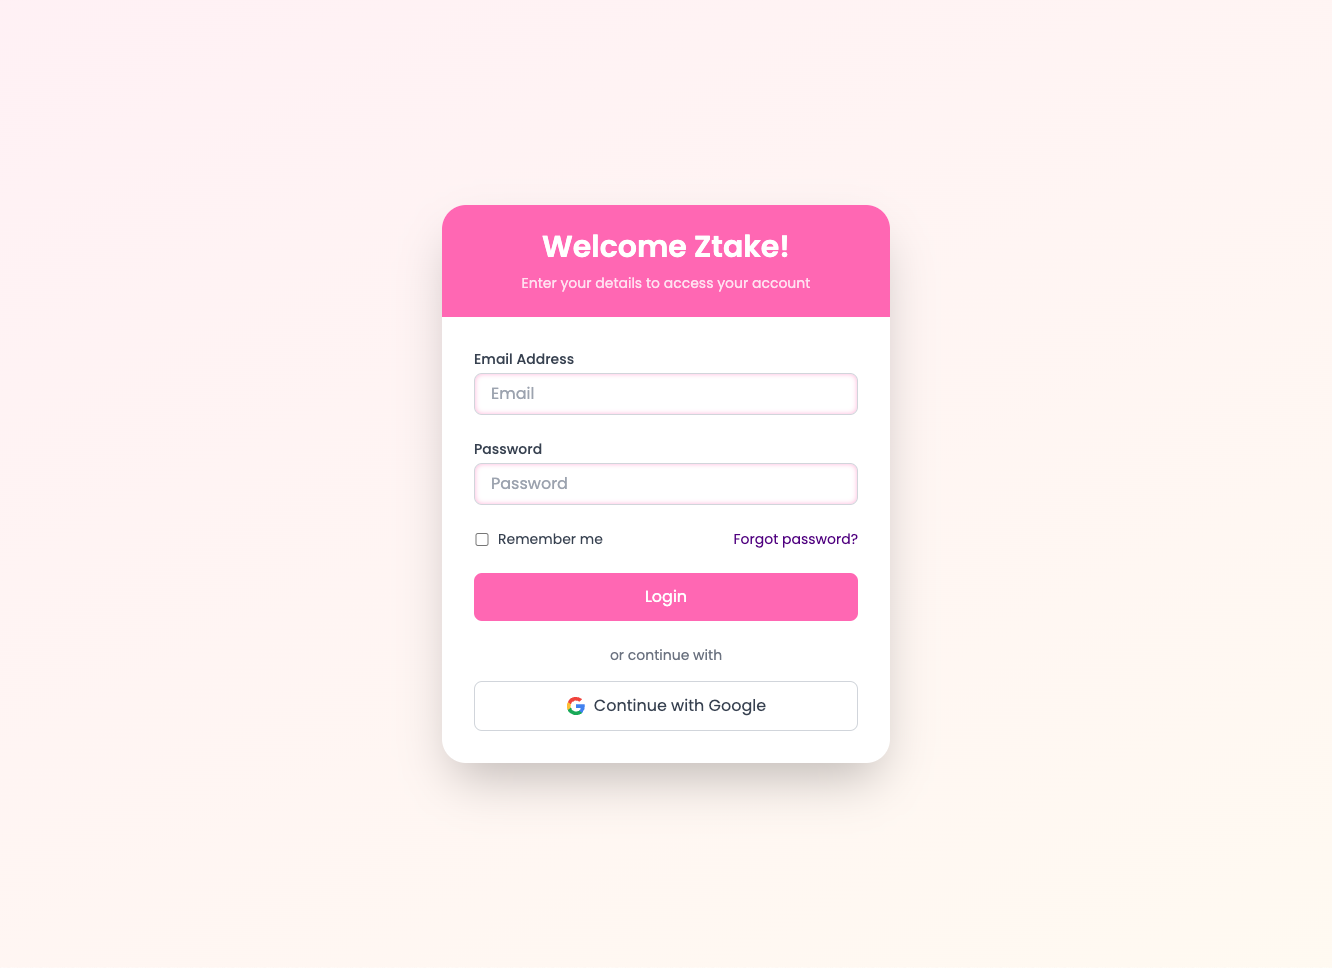 Welcome Ztake!
Enter your details to access your account
Email Address
Email
Password
Password
Remember me
Forgot password?
Login
or continue with
Continue with Google